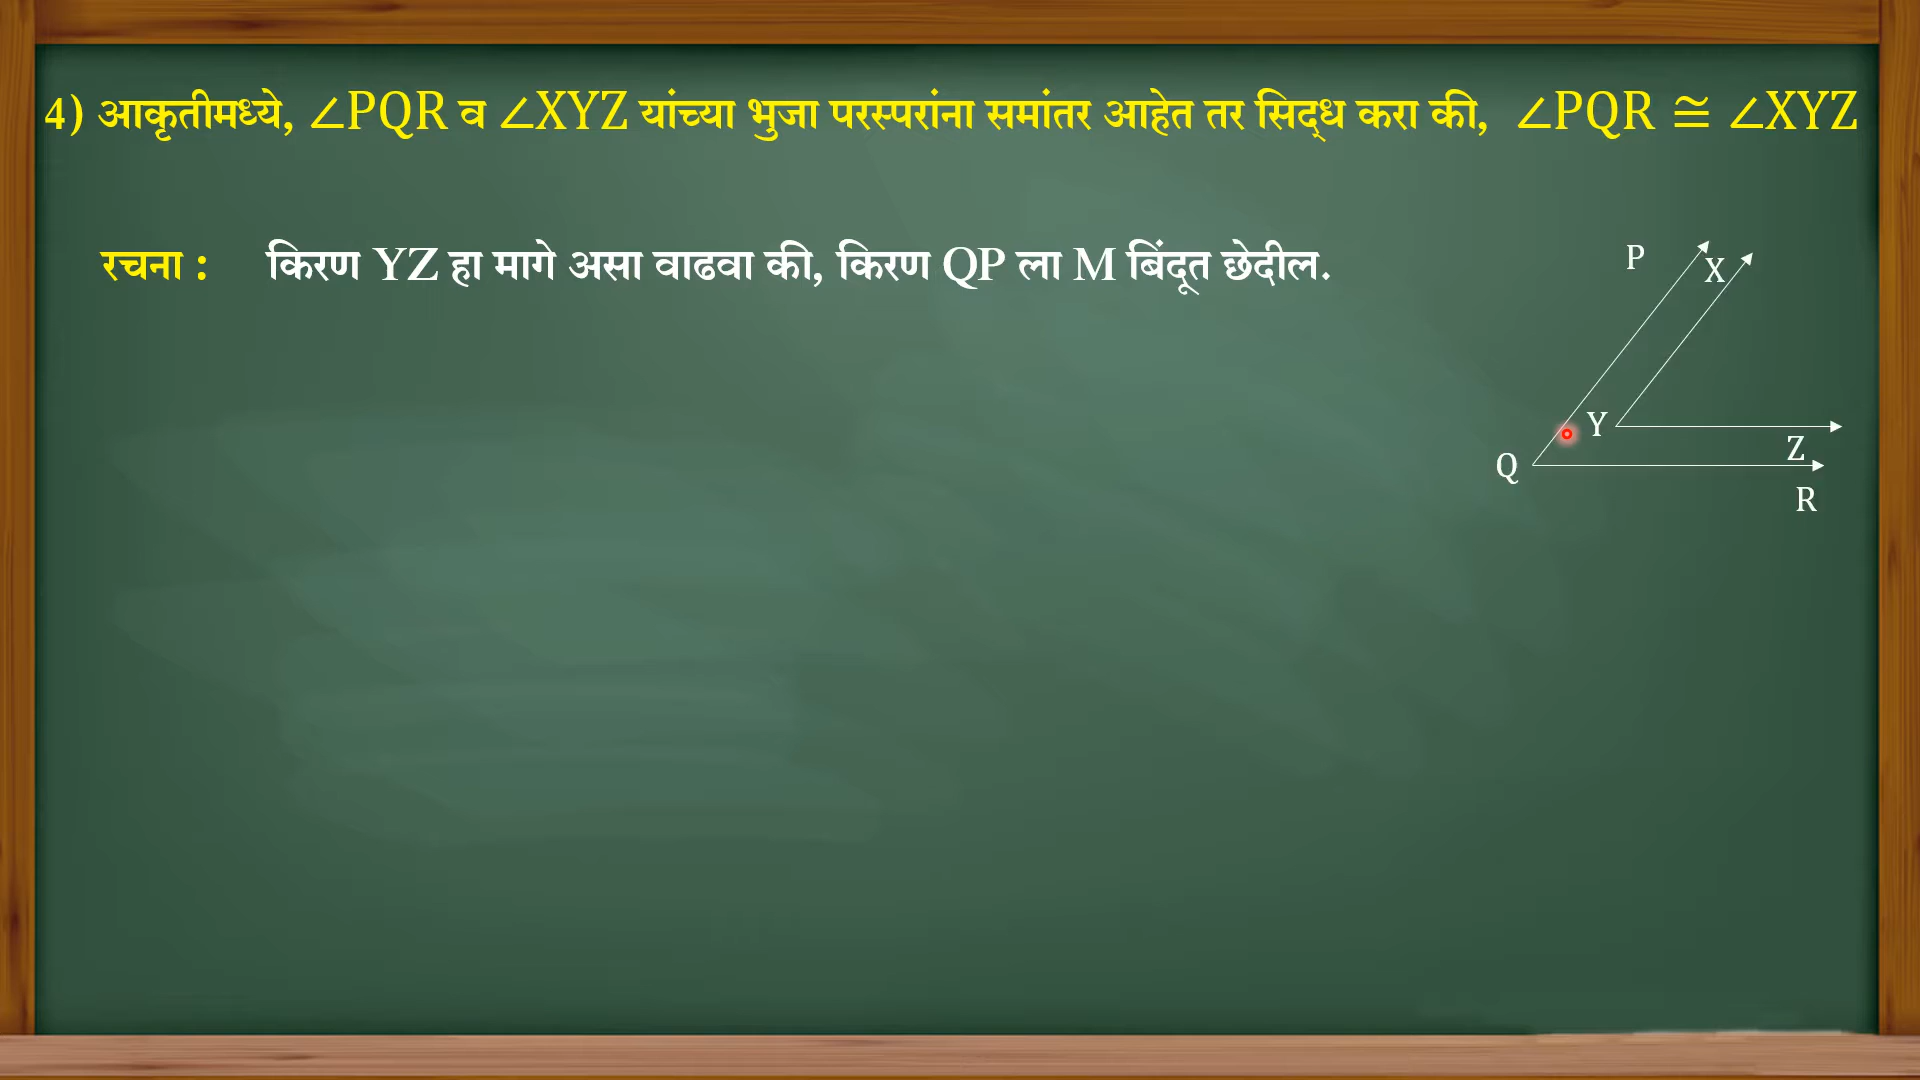 4) आकृतीमध्ये, ∠PQR व ∠XYZ यांच्या भुजा परस्परांना समांतर आहेत तर सिद्ध करा की, ∠PQR ≅ ∠XYZ
रचना : किरण YZ हा मागे असा वाढवा की, किरण QP ला M बिंदूत छेदील.
P
X
Y
Z
Q
R